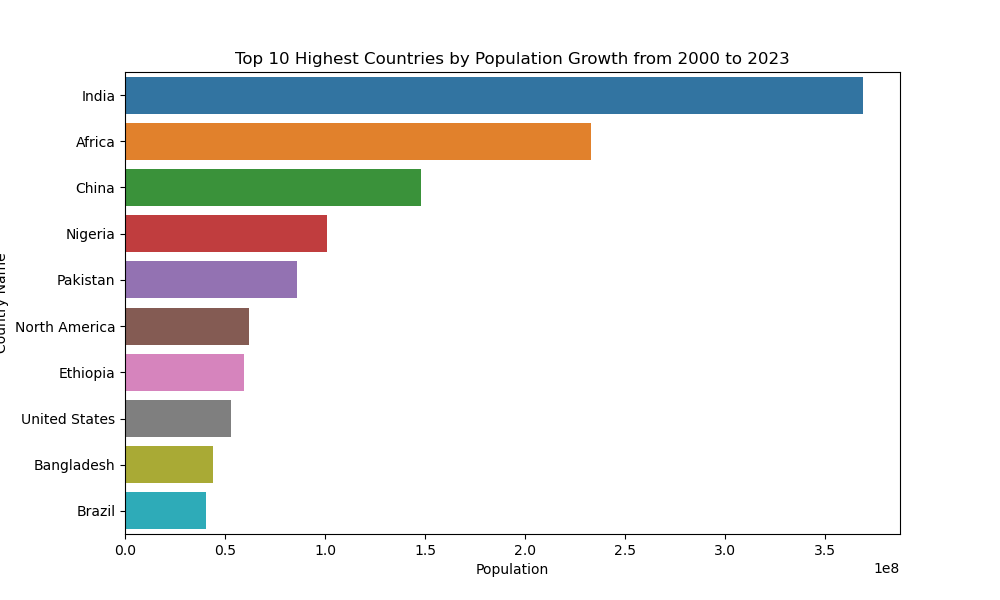 Top 10 Highest Countries by Population Growth from 2000 to 2023
Country Name
India
Africa
China
Nigeria
Pakistan
North America
Ethiopia
United States
Bangladesh
Brazil
0.0 0.5 1.0 1.5 2.0 2.5 3.0 3.5
1e8
Population